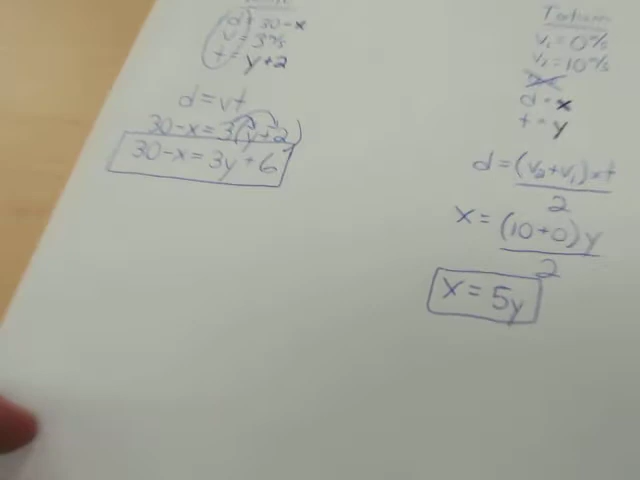 d = 30-x
v = 3 m/s
t = y+2
d = vt
30-x = 3(y+2)
30-x = 3y+6
Tatum
v₁ = 0 m/s
v₂ = 10 m/s
d = x
t = y
d = (v₂+v₁)×t
2
x = (10+0)y
2
x = 5y